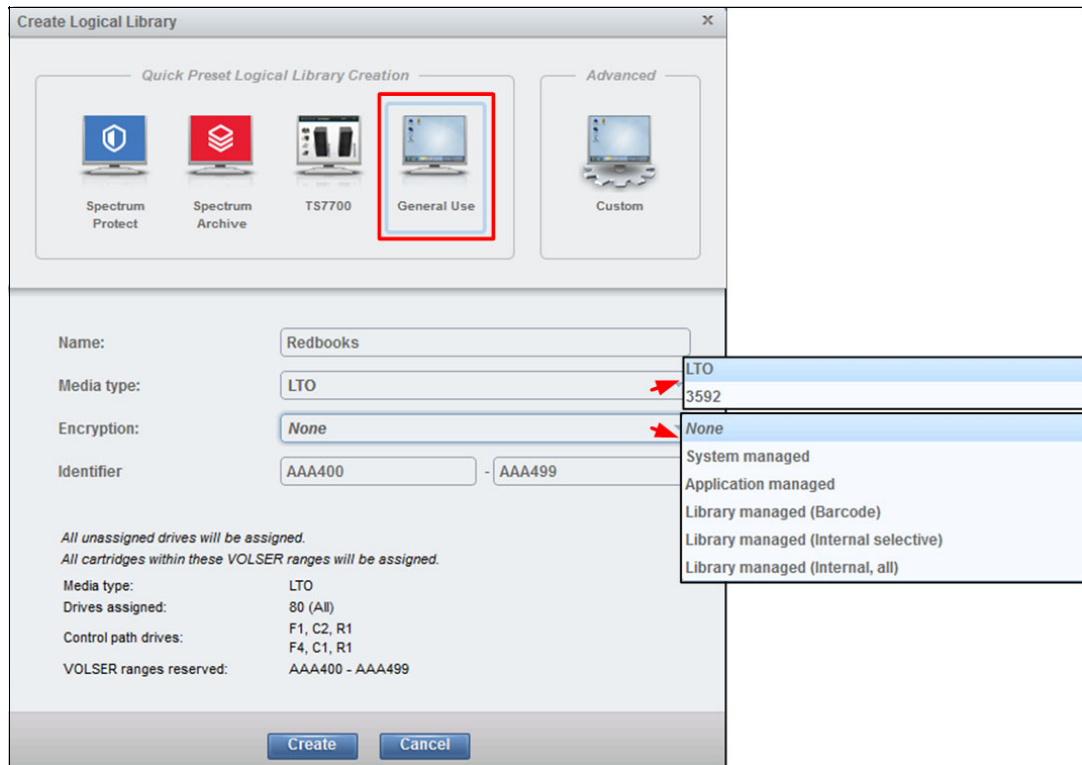 Create Logical Library x
Quick Preset Logical Library Creation
Advanced
Spectrum
Protect
Spectrum
Archive
TS7700
General Use
Custom
Name: Redbooks
Media type: LTO
LTO
3592
Encryption: None
None
System managed
Application managed
Library managed (Barcode)
Library managed (Internal selective)
Library managed (Internal, all)
Identifier AAA400 - AAA499
All unassigned drives will be assigned.
All cartridges within these VOLSER ranges will be assigned.
Media type: LTO
Drives assigned: 80 (All)
Control path drives: F1, C2, R1
F4, C1, R1
VOLSER ranges reserved: AAA400 - AAA499
Create Cancel